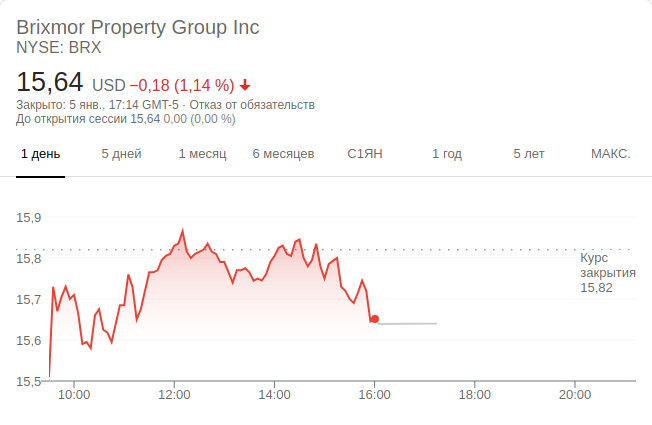 Brixmor Property Group Inc
NYSE: BRX
15,64 USD −0,18 (1,14 %)
Закрыто: 5 янв., 17:14 GMT-5 · Отказ от обязательств
До открытия сессии 15,64 0,00 (0,00 %)
1 день 5 дней 1 месяц 6 месяцев С1ЯН 1 год 5 лет МАКС.
15,9
15,8
15,7
15,6
15,5
Курс
закрытия
15,82
10:00 12:00 14:00 16:00 18:00 20:00